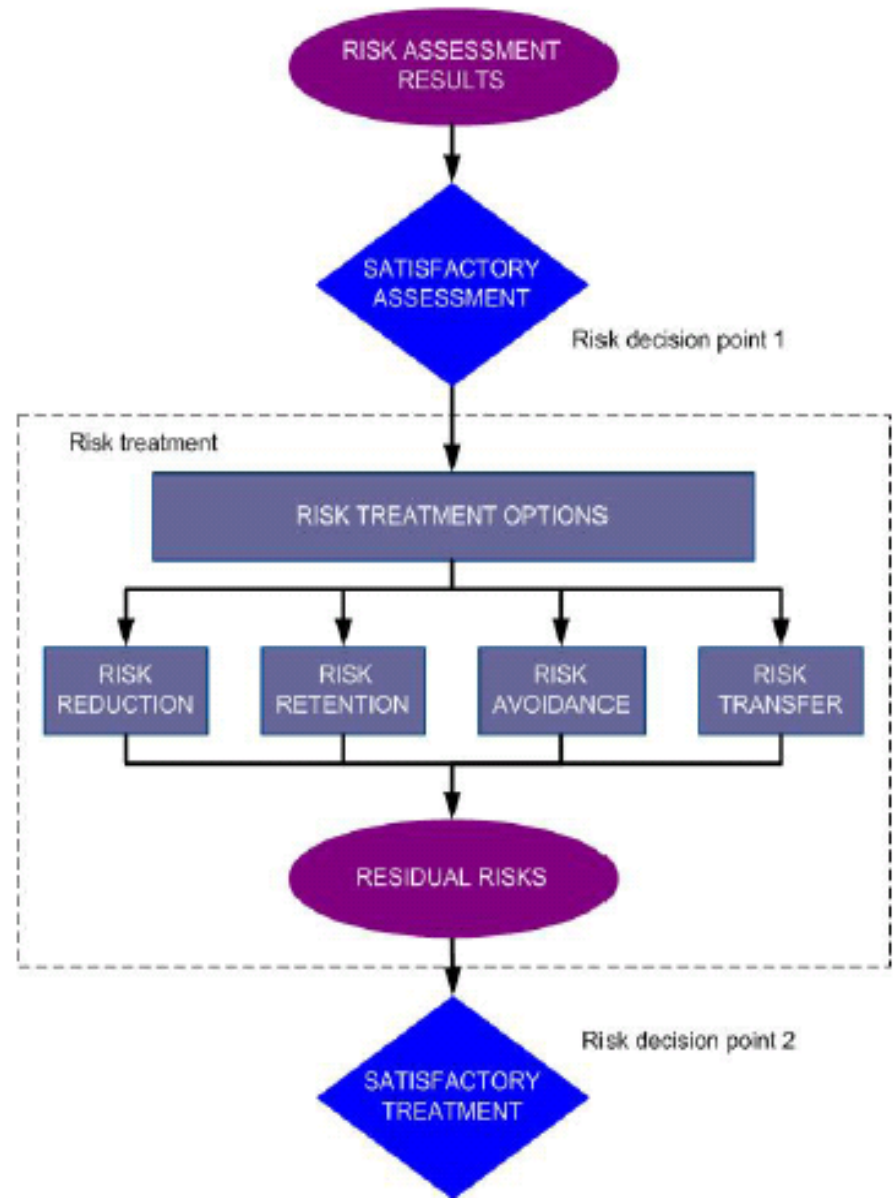 RISK ASSESSMENT
RESULTS
SATISFACTORY
ASSESSMENT
Risk decision point 1
Risk treatment
RISK TREATMENT OPTIONS
RISK
REDUCTION
RISK
RETENTION
RISK
AVOIDANCE
RISK
TRANSFER
RESIDUAL RISKS
Risk decision point 2
SATISFACTORY
TREATMENT